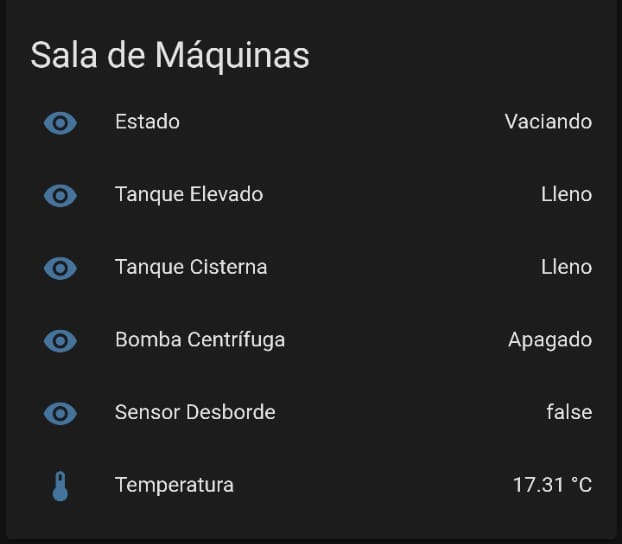 Sala de Máquinas
Estado Vaciando
Tanque Elevado Lleno
Tanque Cisterna Lleno
Bomba Centrífuga Apagado
Sensor Desborde false
Temperatura 17.31 °C